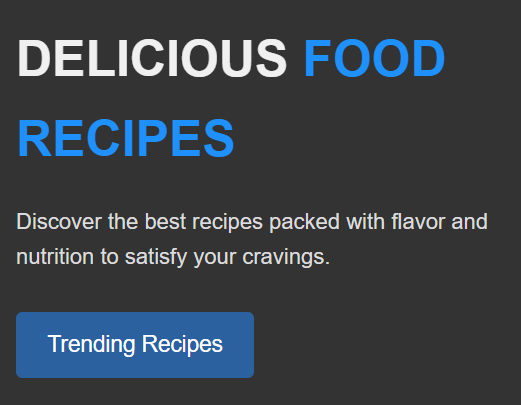 DELICIOUS FOOD
RECIPES
Discover the best recipes packed with flavor and
nutrition to satisfy your cravings.
Trending Recipes